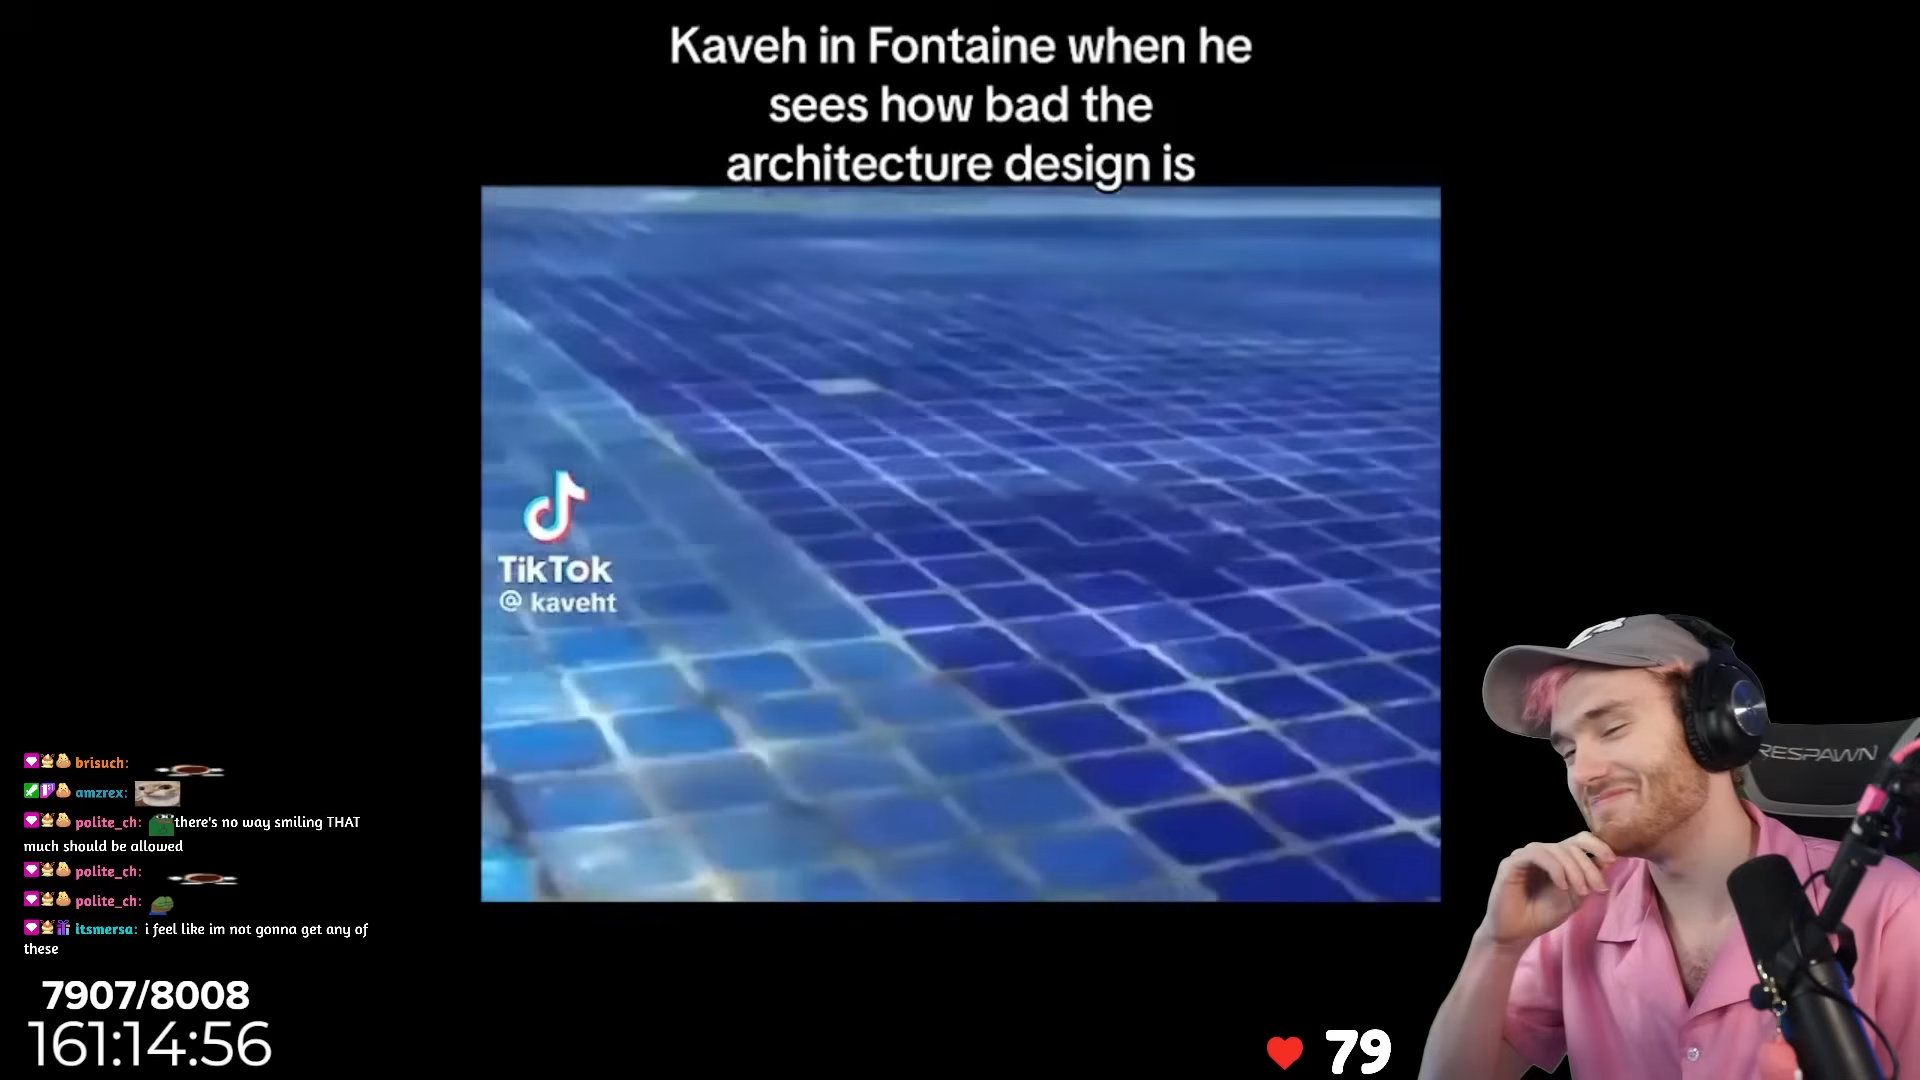 Kaveh in Fontaine when he
sees how bad the
architecture design is
TikTok
@ kaveht
RESPAWN
brisuch:
amzrex:
polite_ch: there's no way smiling THAT
much should be allowed
polite_ch:
polite_ch:
itsmersa: i feel like im not gonna get any of
these
7907/8008
161:14:56
79